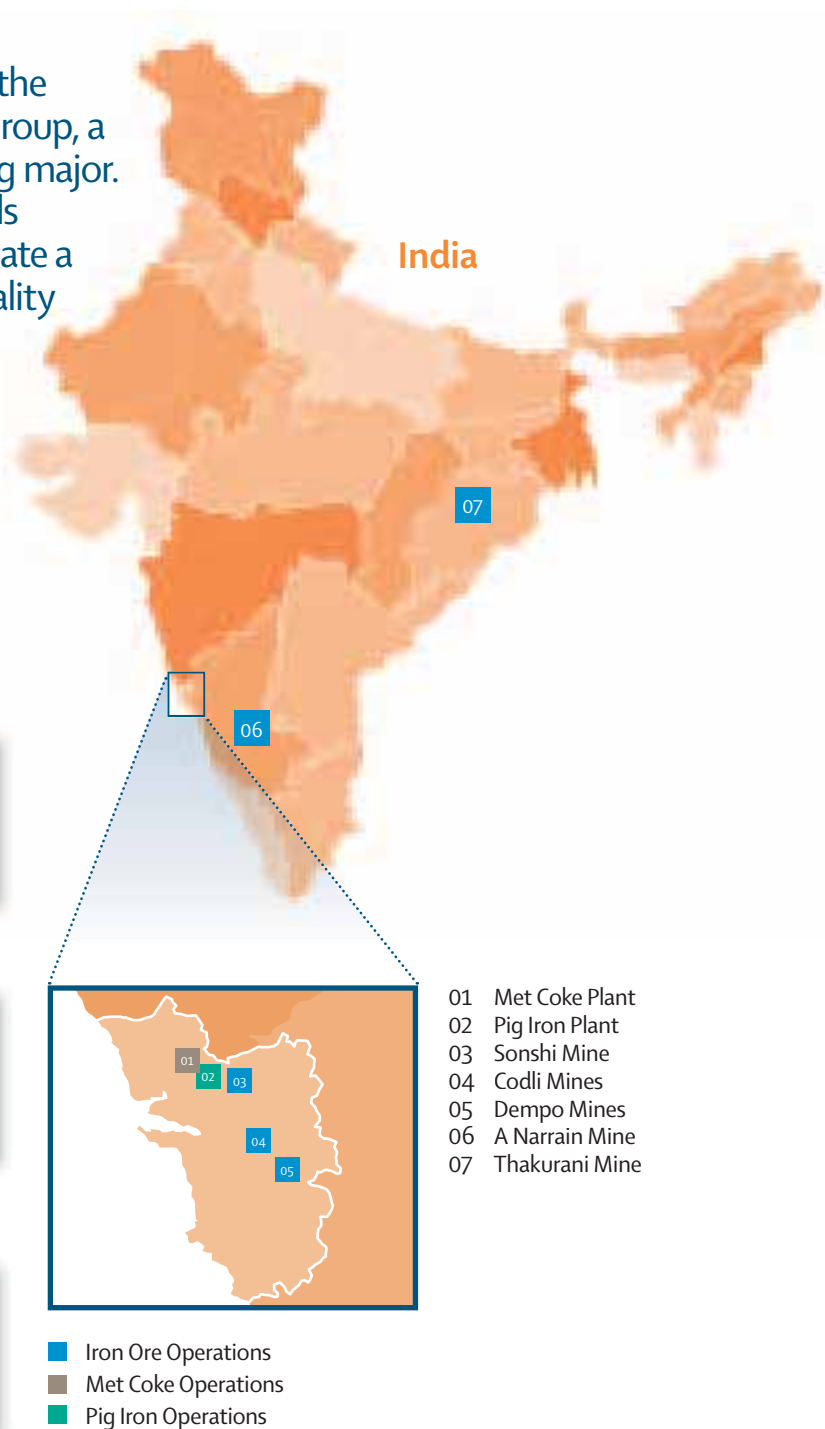 the
roup, a
g major.
ls
ate a
ality
India
07
06
01
02
03
04
05
01 Met Coke Plant
02 Pig Iron Plant
03 Sonshi Mine
04 Codli Mines
05 Dempo Mines
06 A Narrain Mine
07 Thakurani Mine
Iron Ore Operations
Met Coke Operations
Pig Iron Operations